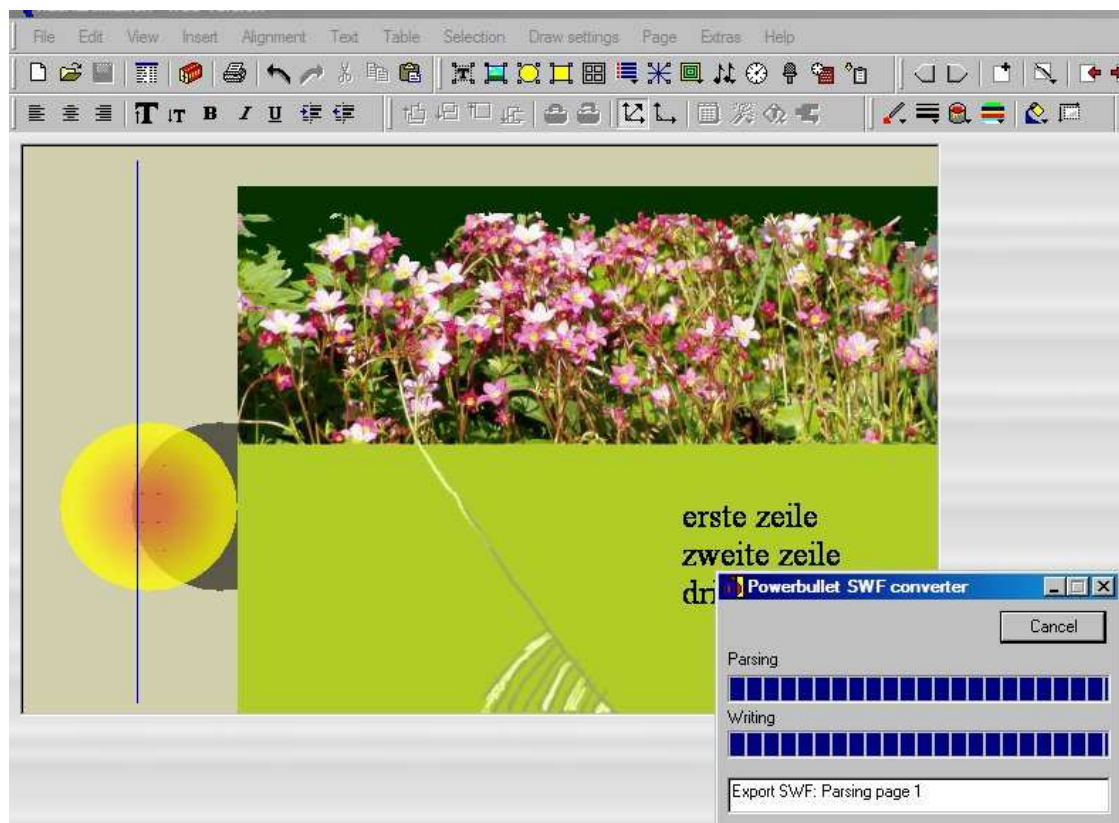 File Edit View Insert Alignment Text Table Selection Draw settings Page Extras Help
T T B I U
erste zeile
zweite zeile
Powerbullet SWF converter
Cancel
Parsing
Writing
Export SWF: Parsing page 1